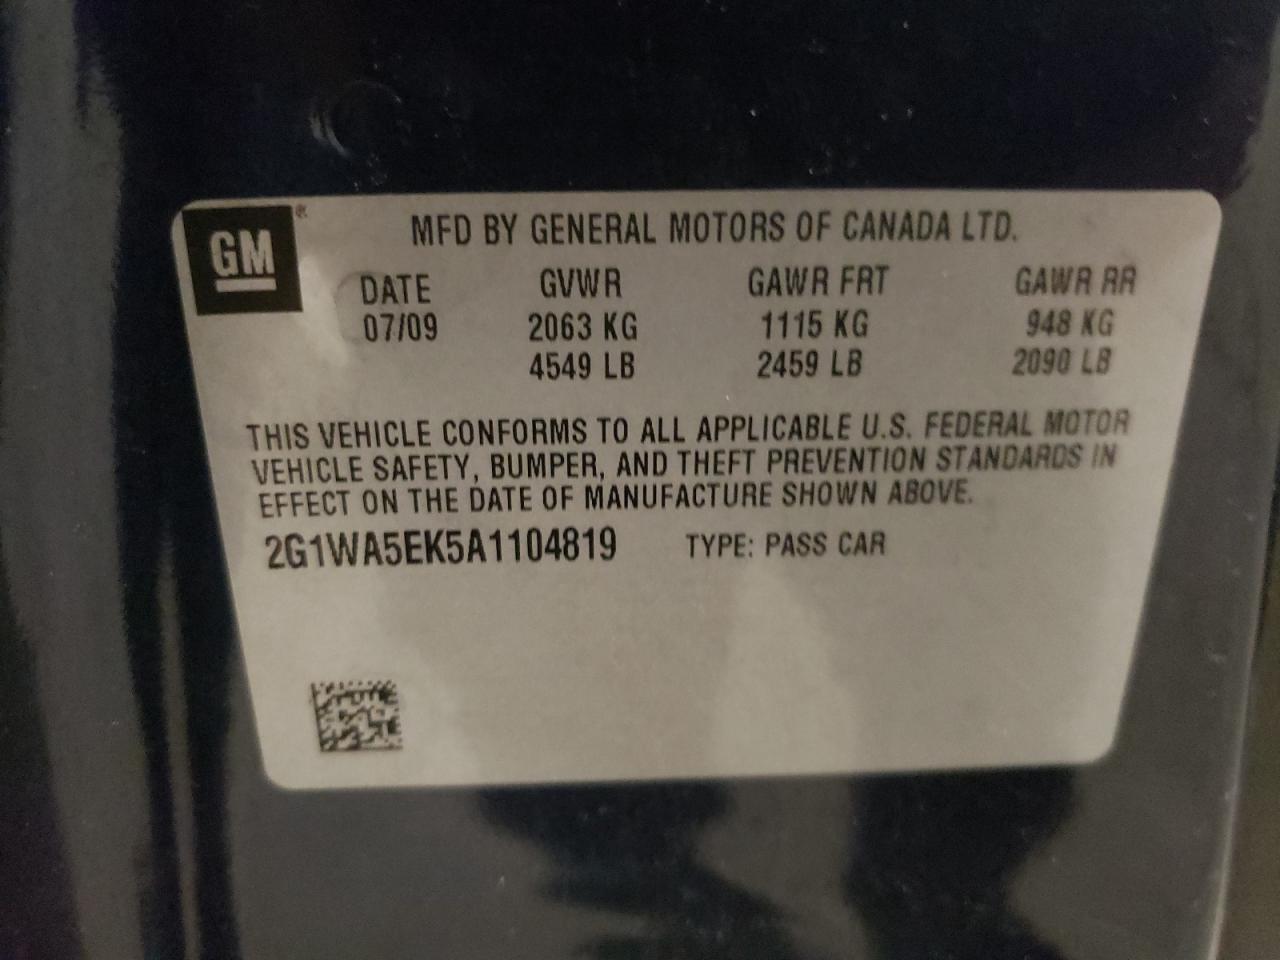 GM®
MFD BY GENERAL MOTORS OF CANADA LTD.
DATE GVWR GAWR FRT GAWR RR
07/09 2063 KG 1115 KG 948 KG
4549 LB 2459 LB 2090 LB
THIS VEHICLE CONFORMS TO ALL APPLICABLE U.S. FEDERAL MOTOR
VEHICLE SAFETY, BUMPER, AND THEFT PREVENTION STANDARDS IN
EFFECT ON THE DATE OF MANUFACTURE SHOWN ABOVE.
2G1WA5EK5A1104819 TYPE: PASS CAR